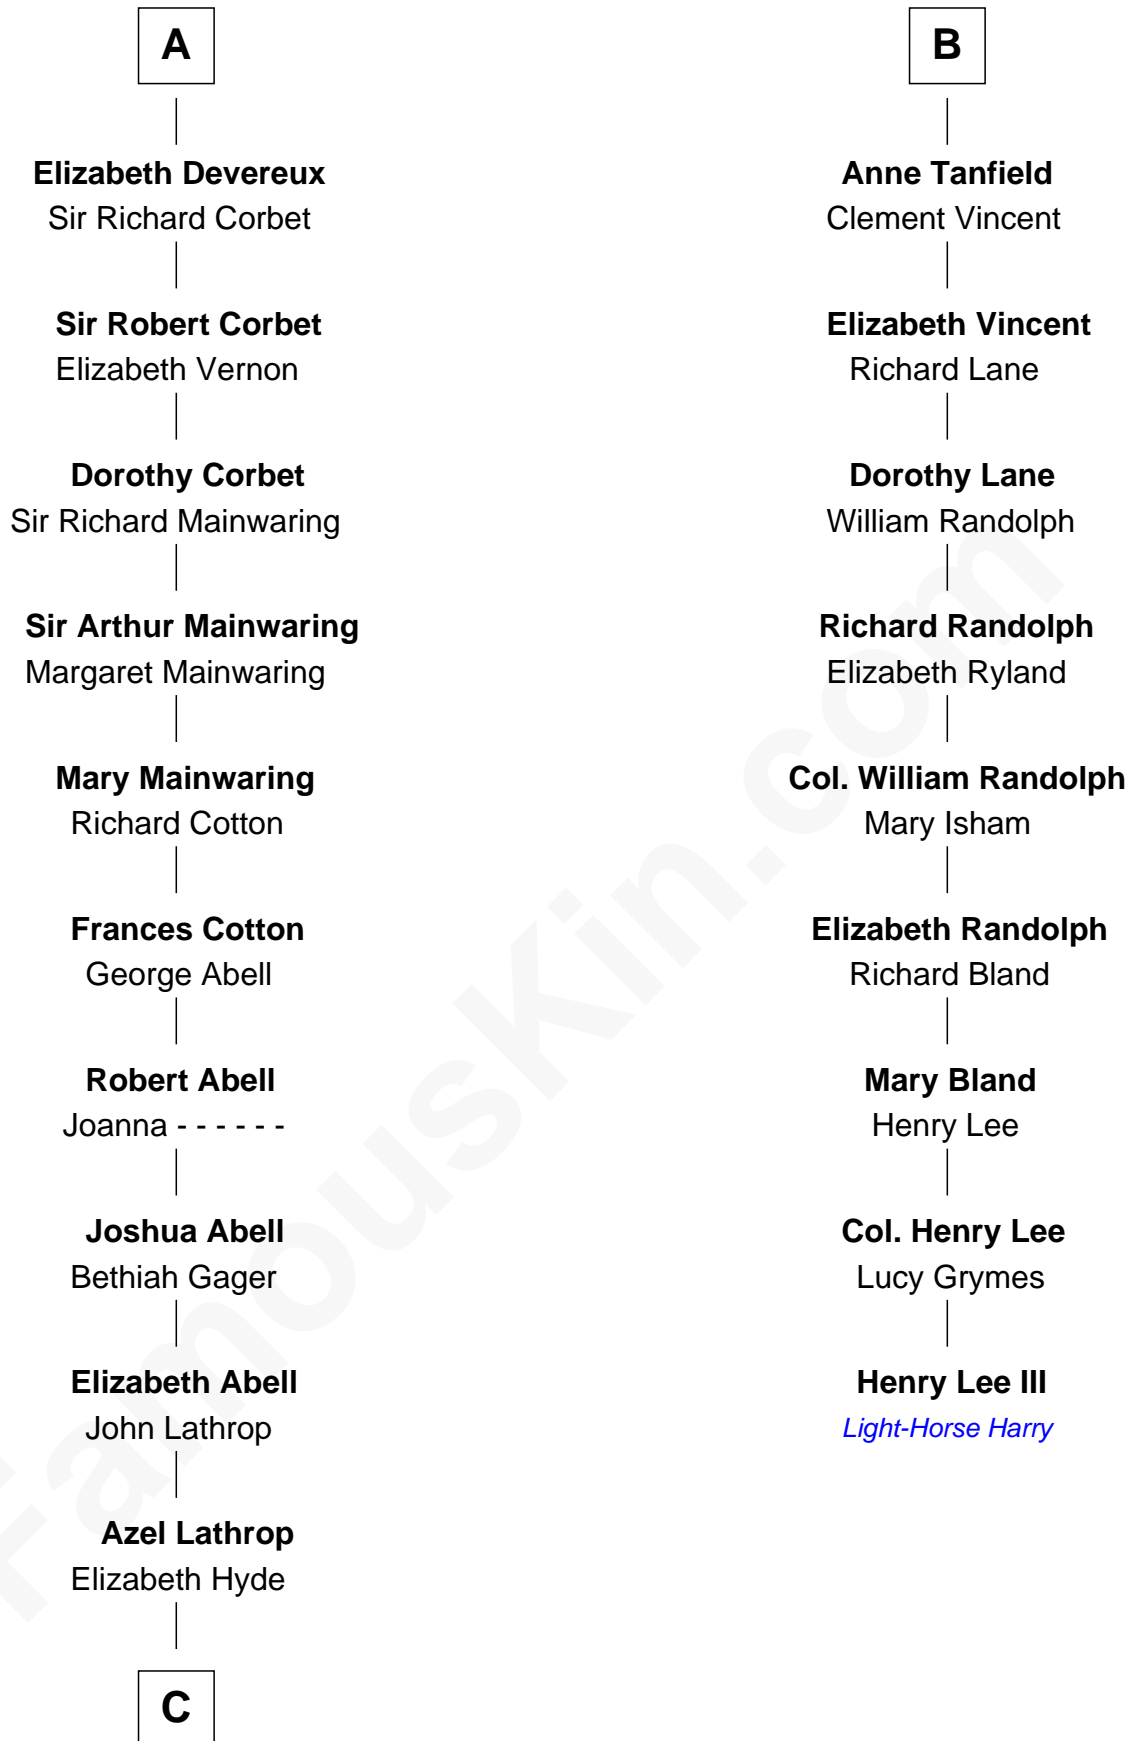 A
Elizabeth Devereux
Sir Richard Corbet
Sir Robert Corbet
Elizabeth Vernon
Dorothy Corbet
Sir Richard Mainwaring
Sir Arthur Mainwaring
Margaret Mainwaring
Mary Mainwaring
Richard Cotton
Frances Cotton
George Abell
Robert Abell
Joanna - - - - - -
Joshua Abell
Bethiah Gager
Elizabeth Abell
John Lathrop
Azel Lathrop
Elizabeth Hyde
C
B
Anne Tanfield
Clement Vincent
Elizabeth Vincent
Richard Lane
Dorothy Lane
William Randolph
Richard Randolph
Elizabeth Ryland
Col. William Randolph
Mary Isham
Elizabeth Randolph
Richard Bland
Mary Bland
Henry Lee
Col. Henry Lee
Lucy Grymes
Henry Lee III
Light-Horse Harry
FamousKin.com